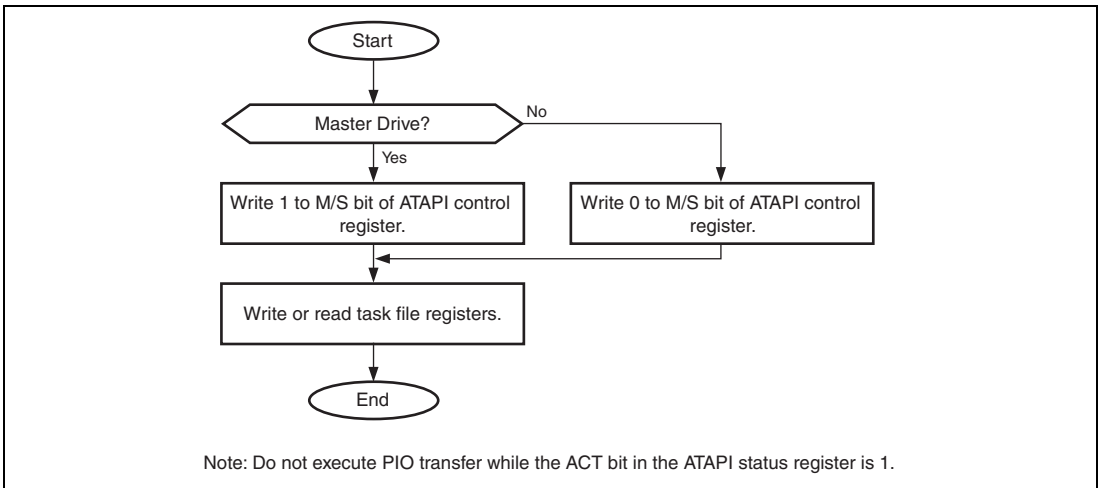 Start
Master Drive?
No
Yes
Write 1 to M/S bit of ATAPI control
register.
Write 0 to M/S bit of ATAPI control
register.
Write or read task file registers.
End
Note: Do not execute PIO transfer while the ACT bit in the ATAPI status register is 1.